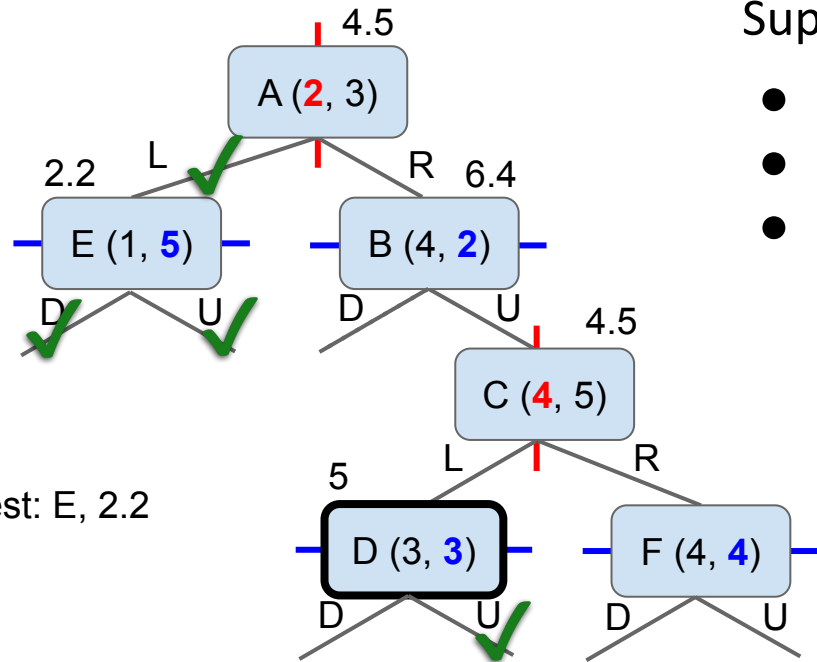 4.5
Sup
A (2, 3)
L
R
2.2
6.4
E (1, 5)
B (4, 2)
D
U
D
U
4.5
C (4, 5)
L
R
5
est: E, 2.2
D (3, 3)
F (4, 4)
D
U
D
U